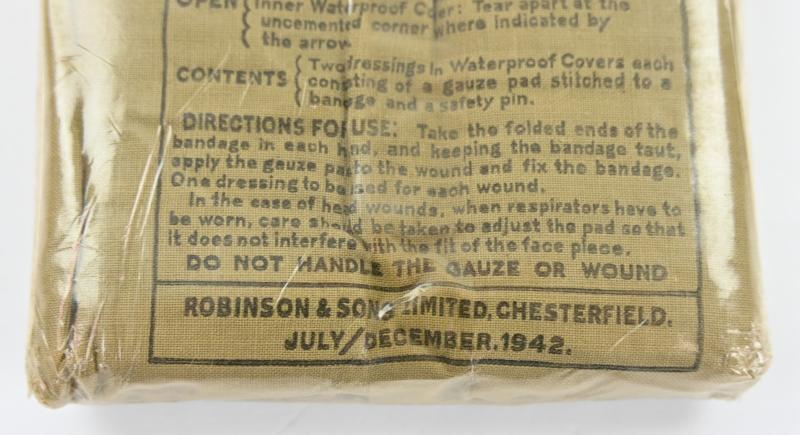 OPEN { Inner Waterproof Cover: Tear apart at the
uncemented corner where indicated by
the arrow.
CONTENTS { Two dressings in Waterproof Covers each
consisting of a gauze pad stitched to a
bandage and a safety pin.
DIRECTIONS FOR USE: Take the folded ends of the
bandage in each hand, and keeping the bandage taut,
apply the gauze pad to the wound and fix the bandage.
One dressing to be used for each wound.
In the case of head wounds, when respirators have to
be worn, care should be taken to adjust the pad so that
it does not interfere with the fit of the face piece.
DO NOT HANDLE THE GAUZE OR WOUND
ROBINSON & SONS LIMITED, CHESTERFIELD.
JULY/DECEMBER.1942.